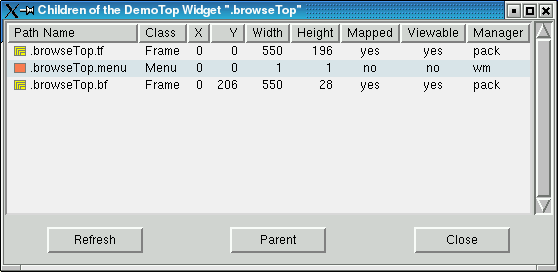 Children of the DemoTop Widget ".browseTop"
Path Name Class X Y Width Height Mapped Viewable Manager
.browseTop.tf Frame 0 0 550 196 yes yes pack
.browseTop.menu Menu 0 0 1 1 no no wm
.browseTop.bf Frame 0 206 550 28 yes yes pack
Refresh Parent Close